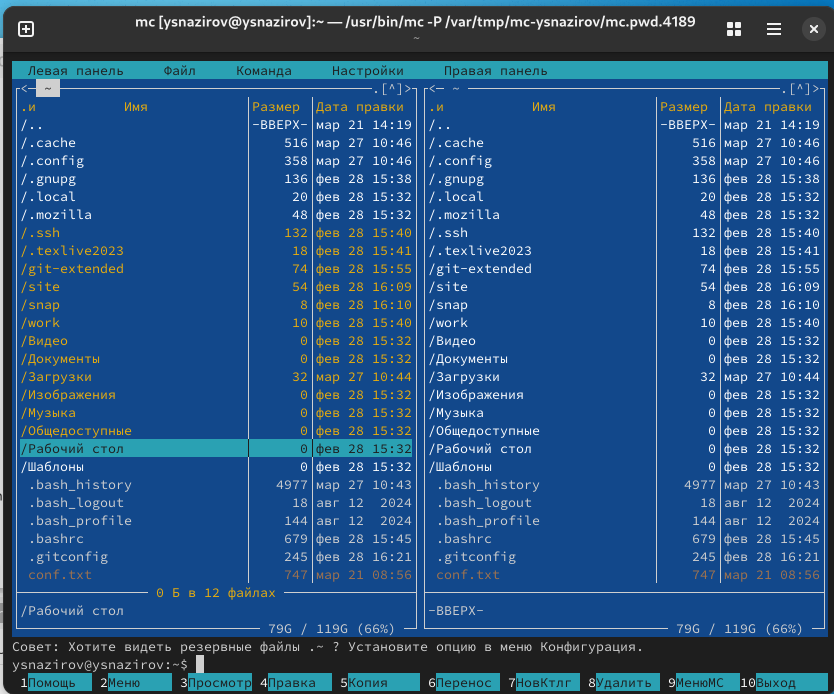 mc [ysnazirov@ysnazirov]:~ — /usr/bin/mc -P /var/tmp/mc-ysnazirov/mc.pwd.4189
~
Левая панель Файл Команда Настройки Правая панель
<─ ~ .[^]> <─ ~ .[^]>
.и Имя Размер Дата правки .и Имя Размер Дата правки
/.. -ВВЕРХ- мар 21 14:19 /.. -ВВЕРХ- мар 21 14:19
/.cache 516 мар 27 10:46 /.cache 516 мар 27 10:46
/.config 358 мар 27 10:46 /.config 358 мар 27 10:46
/.gnupg 136 фев 28 15:38 /.gnupg 136 фев 28 15:38
/.local 20 фев 28 15:32 /.local 20 фев 28 15:32
/.mozilla 48 фев 28 15:32 /.mozilla 48 фев 28 15:32
/.ssh 132 фев 28 15:40 /.ssh 132 фев 28 15:40
/.texlive2023 18 фев 28 15:41 /.texlive2023 18 фев 28 15:41
/git-extended 74 фев 28 15:55 /git-extended 74 фев 28 15:55
/site 54 фев 28 16:09 /site 54 фев 28 16:09
/snap 8 фев 28 16:10 /snap 8 фев 28 16:10
/work 10 фев 28 15:40 /work 10 фев 28 15:40
/Видео 0 фев 28 15:32 /Видео 0 фев 28 15:32
/Документы 0 фев 28 15:32 /Документы 0 фев 28 15:32
/Загрузки 32 мар 27 10:44 /Загрузки 32 мар 27 10:44
/Изображения 0 фев 28 15:32 /Изображения 0 фев 28 15:32
/Музыка 0 фев 28 15:32 /Музыка 0 фев 28 15:32
/Общедоступные 0 фев 28 15:32 /Общедоступные 0 фев 28 15:32
/Рабочий стол 0 фев 28 15:32 /Рабочий стол 0 фев 28 15:32
/Шаблоны 0 фев 28 15:32 /Шаблоны 0 фев 28 15:32
.bash_history 4977 мар 27 10:43 .bash_history 4977 мар 27 10:43
.bash_logout 18 авг 12 2024 .bash_logout 18 авг 12 2024
.bash_profile 144 авг 12 2024 .bash_profile 144 авг 12 2024
.bashrc 679 фев 28 15:45 .bashrc 679 фев 28 15:45
.gitconfig 245 фев 28 16:21 .gitconfig 245 фев 28 16:21
conf.txt 747 мар 21 08:56 conf.txt 747 мар 21 08:56
0 Б в 12 файлах
/Рабочий стол -ВВЕРХ-
79G / 119G (66%) 79G / 119G (66%)
Совет: Хотите видеть резервные файлы .~ ? Установите опцию в меню Конфигурация.
ysnazirov@ysnazirov:~$
1Помощь 2Меню 3Просмотр 4Правка 5Копия 6Перенос 7НовКтлг 8Удалить 9МенюMC 10Выход